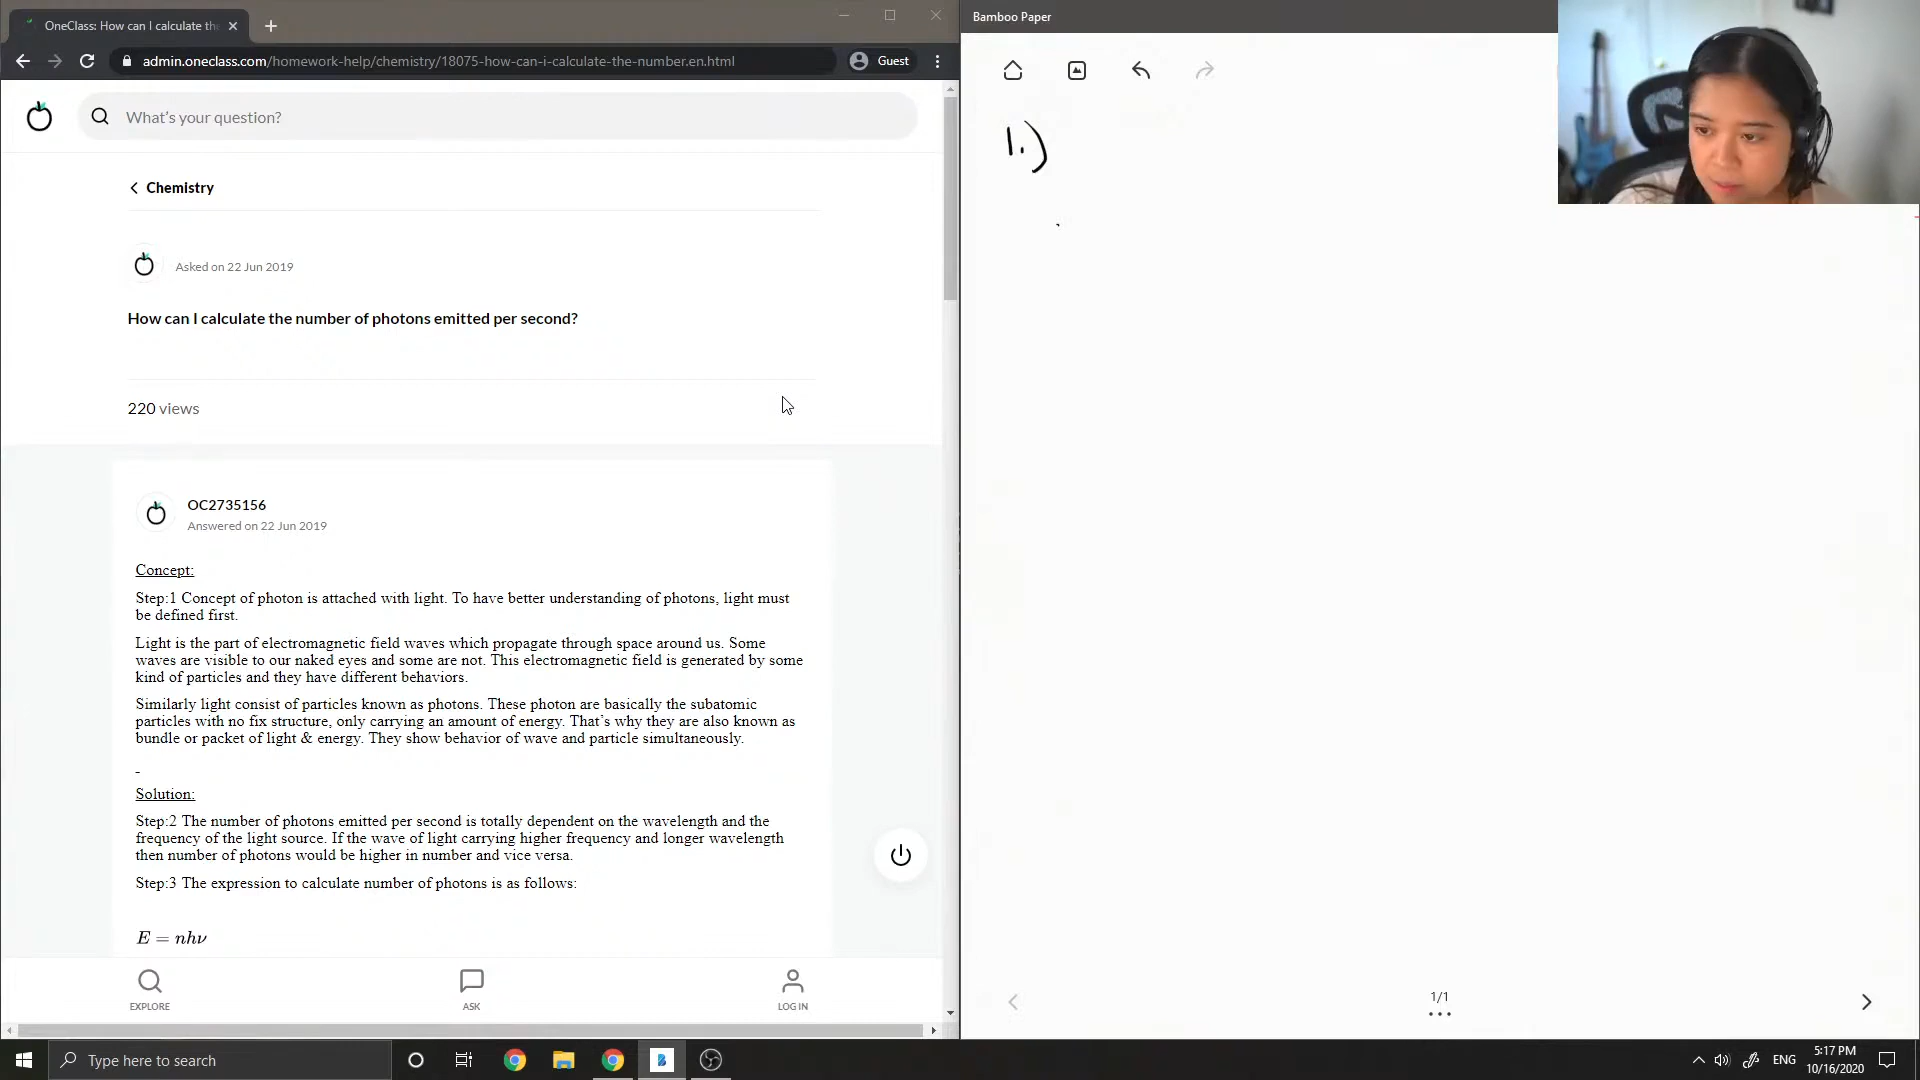 OneClass: How can I calculate th
admin.oneclass.com/homework-help/chemistry/18075-how-can-i-calculate-the-number.en.html
Guest
What's your question?
Chemistry
Asked on 22 Jun 2019
How can I calculate the number of photons emitted per second?
220 views
OC2735156
Answered on 22 Jun 2019
Concept:
Step:1 Concept of photon is attached with light. To have better understanding of photons, light must
be defined first.
Light is the part of electromagnetic field waves which propagate through space around us. Some
waves are visible to our naked eyes and some are not. This electromagnetic field is generated by some
kind of particles and they have different behaviors.
Similarly light consist of particles known as photons. These photon are basically the subatomic
particles with no fix structure, only carrying an amount of energy. That's why they are also known as
bundle or packet of light & energy. They show behavior of wave and particle simultaneously.
-
Solution:
Step:2 The number of photons emitted per second is totally dependent on the wavelength and the
frequency of the light source. If the wave of light carrying higher frequency and longer wavelength
then number of photons would be higher in number and vice versa.
Step:3 The expression to calculate number of photons is as follows:
E = nhν
EXPLORE
ASK
LOG IN
Bamboo Paper
1.)
1/1
Type here to search
ENG
5:17 PM
10/16/2020